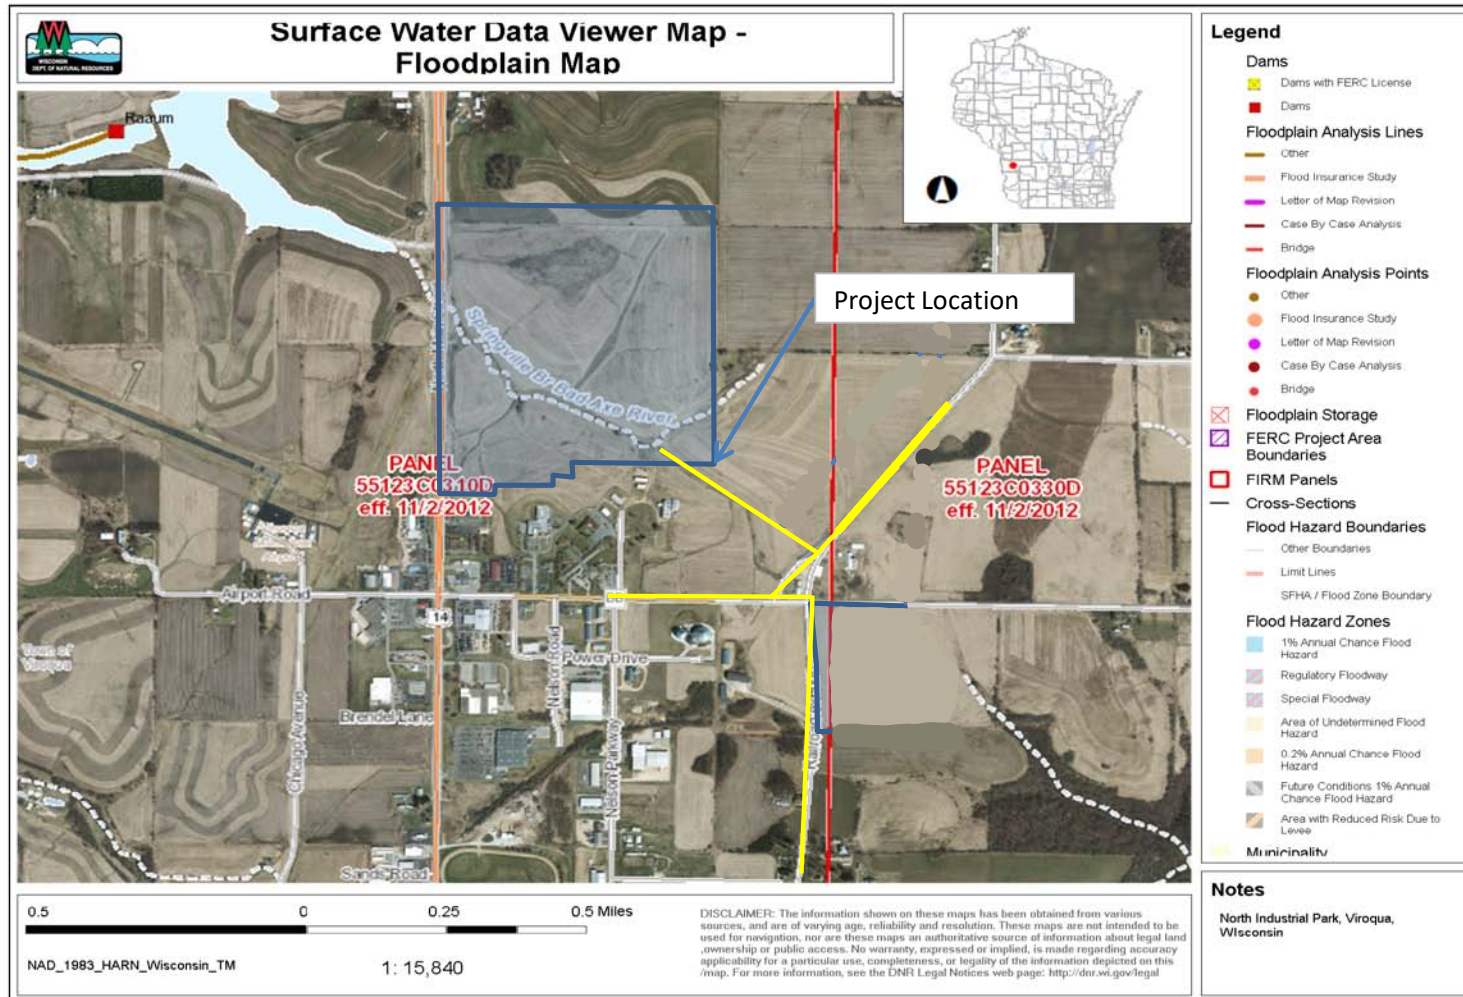 Surface Water Data Viewer Map -
Floodplain Map
WISCONSIN
DEPT. OF NATURAL RESOURCES
Raaum
Project Location
Springville Br Bad Axe River
PANEL
55123C0310D
eff. 11/2/2012
PANEL
55123C0330D
eff. 11/2/2012
Airport Road
14
BB
Town of
Viroqua
Power Drive
Nelson Road
Brendel Lane
Chicago Avenue
Nelson Parkway
Sands Road
Legend
Dams
Dams with FERC License
Dams
Floodplain Analysis Lines
Other
Flood Insurance Study
Letter of Map Revision
Case By Case Analysis
Bridge
Floodplain Analysis Points
Other
Flood Insurance Study
Letter of Map Revision
Case By Case Analysis
Bridge
Floodplain Storage
FERC Project Area
Boundaries
FIRM Panels
Cross-Sections
Flood Hazard Boundaries
Other Boundaries
Limit Lines
SFHA / Flood Zone Boundary
Flood Hazard Zones
1% Annual Chance Flood
Hazard
Regulatory Floodway
Special Floodway
Area of Undetermined Flood
Hazard
0.2% Annual Chance Flood
Hazard
Future Conditions 1% Annual
Chance Flood Hazard
Area with Reduced Risk Due to
Levee
Municipality
0.5 0 0.25 0.5 Miles
NAD_1983_HARN_Wisconsin_TM
1: 15,840
DISCLAIMER: The information shown on these maps has been obtained from various
sources, and are of varying age, reliability and resolution. These maps are not intended to be
used for navigation, nor are these maps an authoritative source of information about legal land
,ownership or public access. No warranty, expressed or implied, is made regarding accuracy
applicability for a particular use, completeness, or legality of the information depicted on this
/map. For more information, see the DNR Legal Notices web page: http://dnr.wi.gov/legal
Notes
North Industrial Park, Viroqua,
WIsconsin